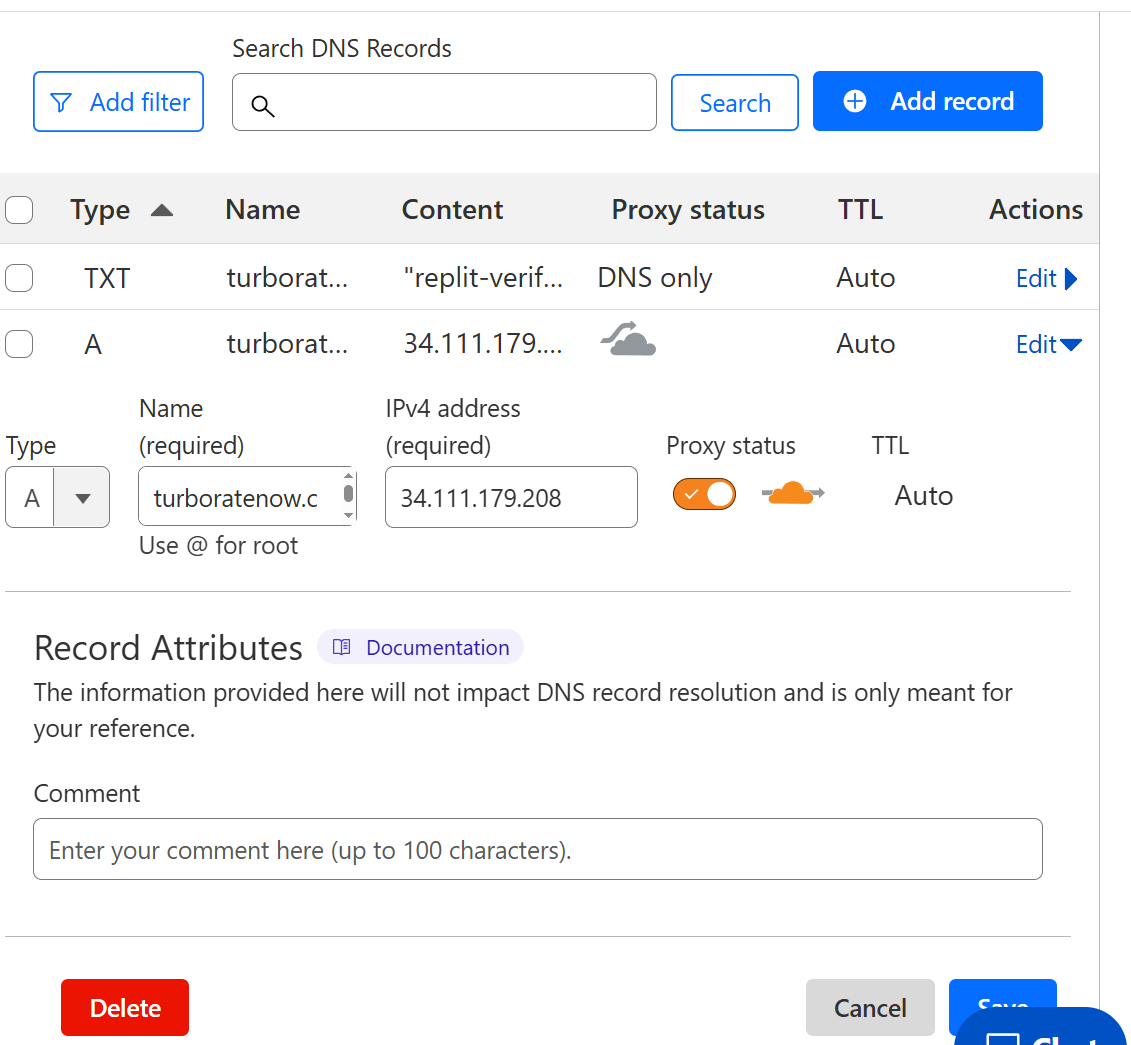 Search DNS Records
Add filter
Search
Add record
Type Name Content Proxy status TTL Actions
TXT turborat... "replit-verif... DNS only Auto Edit
A turborat... 34.111.179.... Auto Edit
Type Name (required) IPv4 address (required) Proxy status TTL
A turboratenow.c 34.111.179.208 Auto
Use @ for root
Record Attributes Documentation
The information provided here will not impact DNS record resolution and is only meant for
your reference.
Comment
Enter your comment here (up to 100 characters).
Delete Cancel Save
Chat